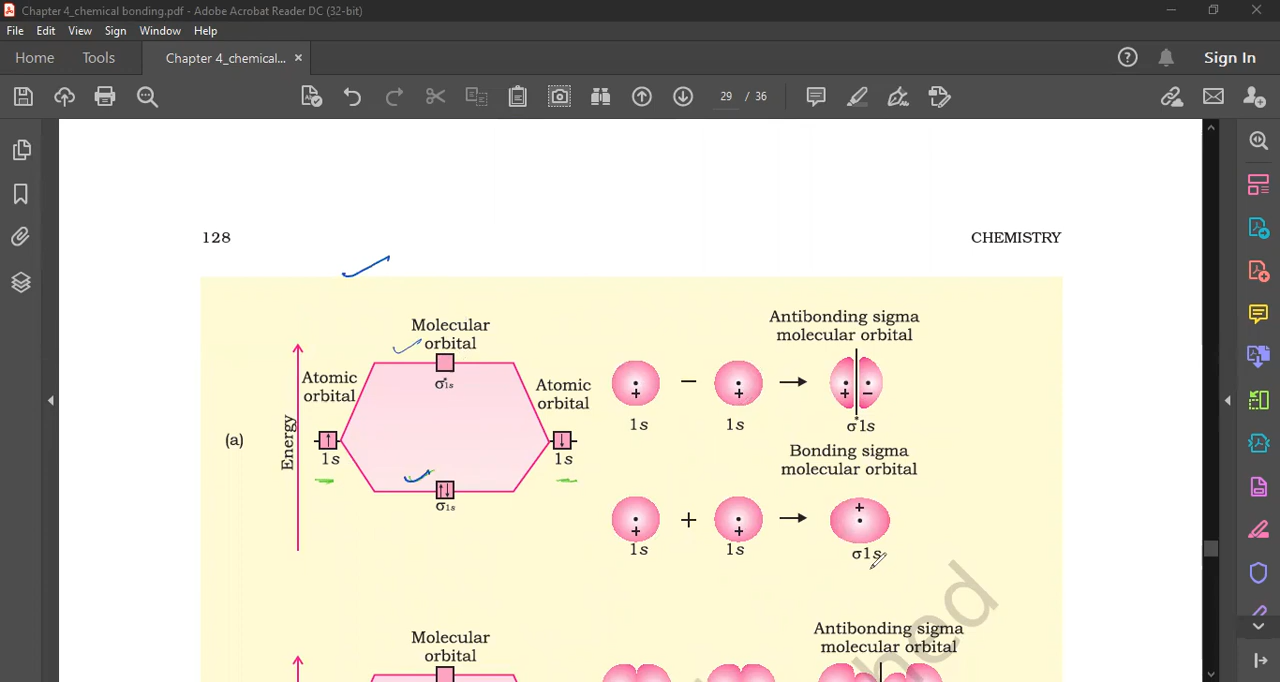 Chapter 4_chemical bonding.pdf - Adobe Acrobat Reader DC (32-bit)
File Edit View Sign Window Help
Home Tools Chapter 4_chemical... × Sign In
29 / 36
128 CHEMISTRY
Molecular
orbital
σ*1s
Atomic
orbital
Atomic
orbital
Energy
(a)
1s
1s
σ1s
Antibonding sigma
molecular orbital
+ − + → + −
1s 1s σ*1s
Bonding sigma
molecular orbital
+ + + → +
1s 1s σ1s
Molecular
orbital
Antibonding sigma
molecular orbital